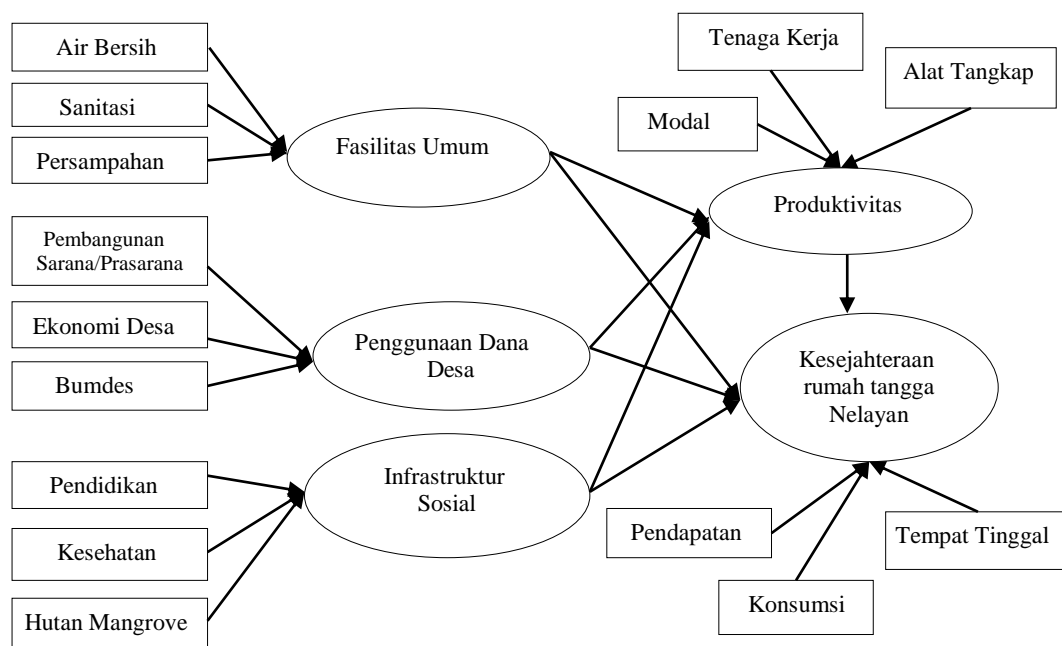 Air Bersih
Sanitasi
Persampahan
Pembangunan
Sarana/Prasarana
Ekonomi Desa
Bumdes
Pendidikan
Kesehatan
Hutan Mangrove
Fasilitas Umum
Penggunaan Dana
Desa
Infrastruktur
Sosial
Tenaga Kerja
Alat Tangkap
Modal
Produktivitas
Kesejahteraan
rumah tangga
Nelayan
Pendapatan
Tempat Tinggal
Konsumsi